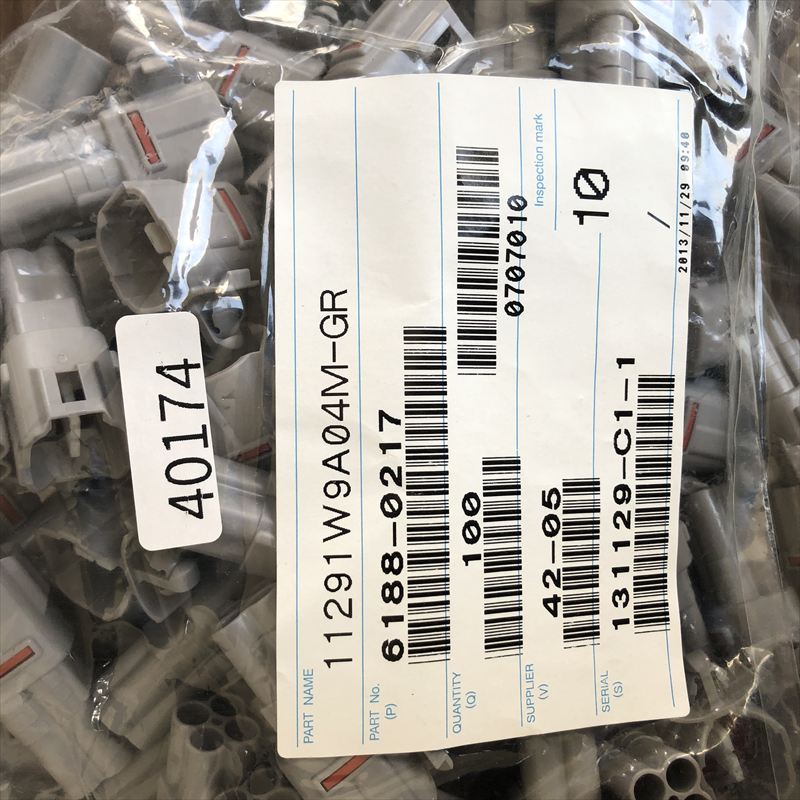 40174
PART NAME
11291W9A04M-GR
PART No.
(P)
6188-0217
QUANTITY
(Q)
100
0707010
Inspection mark
SUPPLIER
(V)
42-05
10
SERIAL
(S)
131129-C1-1
/
2013/11/29 09:40